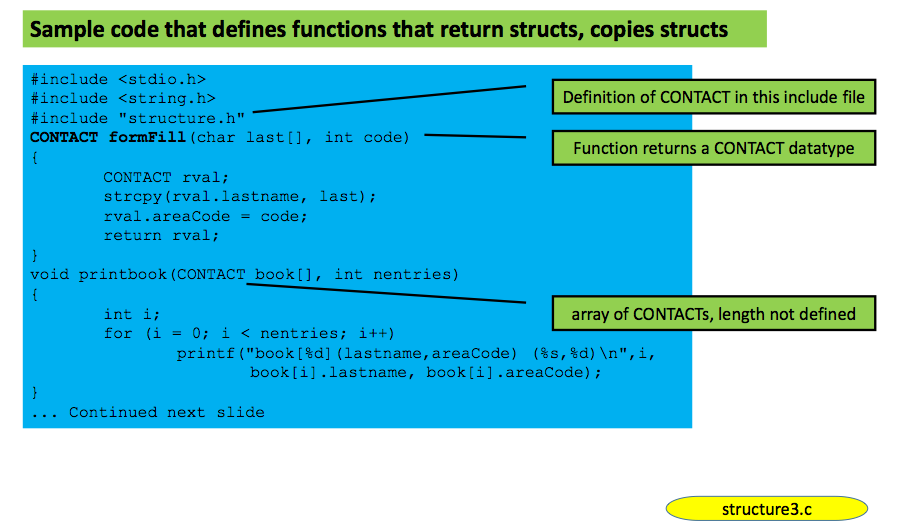 Sample code that defines functions that return structs, copies structs
#include <stdio.h>
#include <string.h>
#include "structure.h"
Definition of CONTACT in this include file
CONTACT formFill(char last[], int code)
Function returns a CONTACT datatype
{
CONTACT rval;
strcpy(rval.lastname, last);
rval.areaCode = code;
return rval;
}
void printbook(CONTACT book[], int nentries)
{
array of CONTACTs, length not defined
int i;
for (i = 0; i < nentries; i++)
printf("book[%d](lastname,areaCode) (%s,%d)\n",i,
book[i].lastname, book[i].areaCode);
}
... Continued next slide
structure3.c